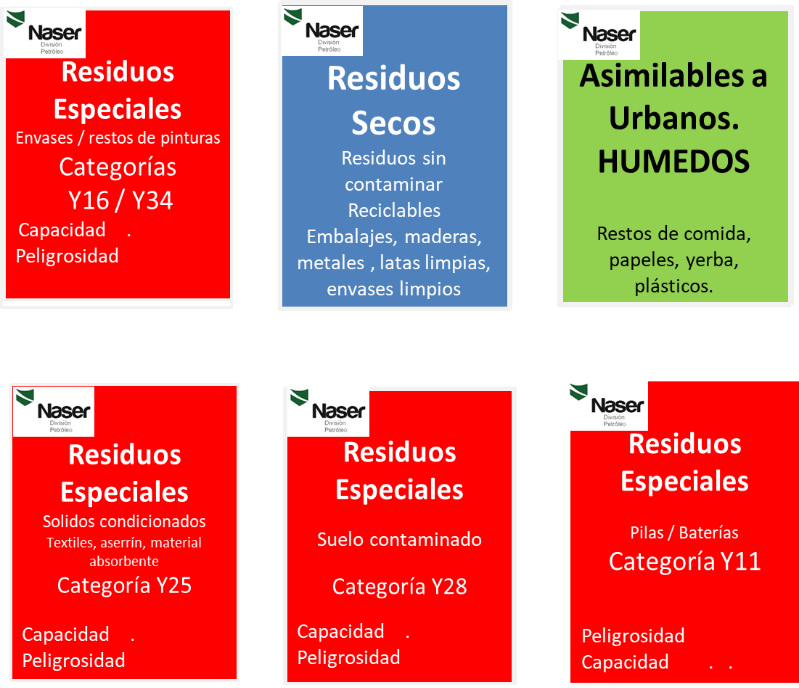 Naser
División
Petróleo
Residuos
Especiales
Envases / restos de pinturas
Categorías
Y16 / Y34
Capacidad .
Peligrosidad
Naser
División
Petróleo
Residuos
Secos
Residuos sin
contaminar
Reciclables
Embalajes, maderas,
metales , latas limpias,
envases limpios
Naser
División
Petróleo
Asimilables a
Urbanos.
HUMEDOS
Restos de comida,
papeles, yerba,
plásticos.
Naser
División
Petróleo
Residuos
Especiales
Solidos condicionados
Textiles, aserrín, material
absorbente
Categoría Y25
Capacidad .
Peligrosidad
Naser
División
Petróleo
Residuos
Especiales
Suelo contaminado
Categoría Y28
Capacidad .
Peligrosidad
Naser
División
Petróleo
Residuos
Especiales
Pilas / Baterías
Categoría Y11
Peligrosidad
Capacidad . .